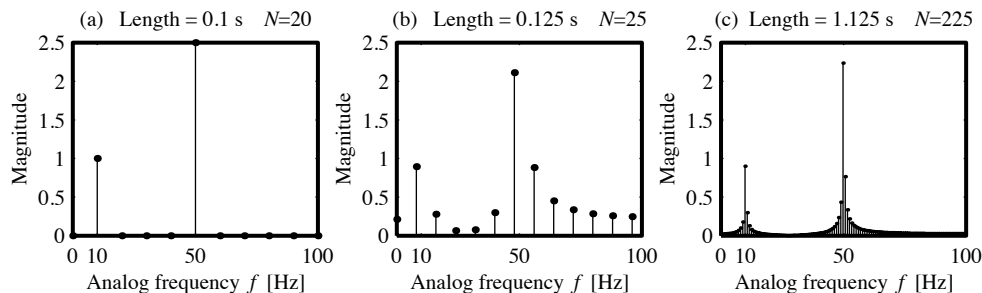 (a) Length = 0.1 s N=20
2.5
2
1.5
1
0.5
0
0 10 50 100
Magnitude
Analog frequency f [Hz]
(b) Length = 0.125 s N=25
2.5
2
1.5
1
0.5
0
0 10 50 100
Magnitude
Analog frequency f [Hz]
(c) Length = 1.125 s N=225
2.5
2
1.5
1
0.5
0
0 10 50 100
Magnitude
Analog frequency f [Hz]